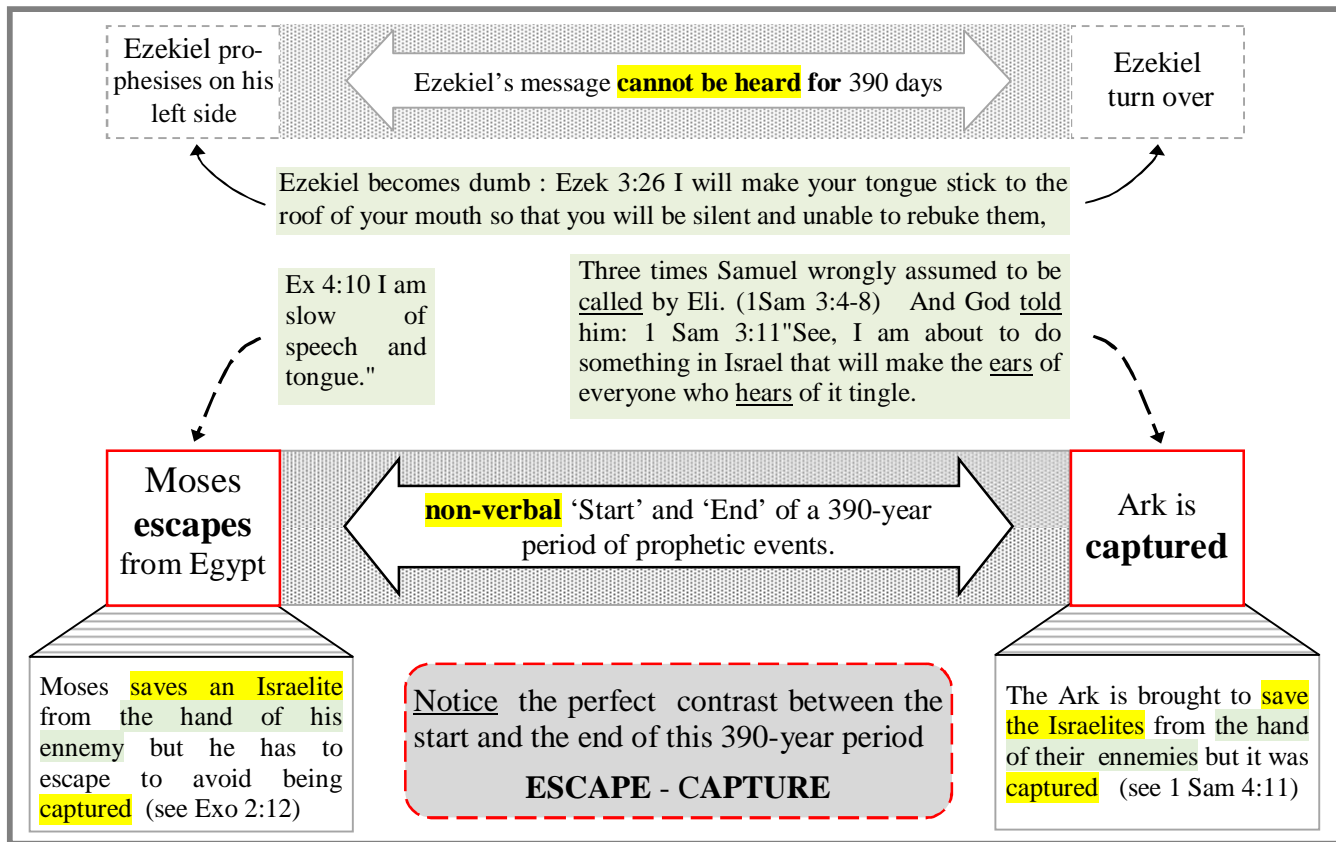 Ezekiel pro-
phesises on his
left side
Ezekiel’s message cannot be heard for 390 days
Ezekiel
turn over
Ezekiel becomes dumb : Ezek 3:26 I will make your tongue stick to the
roof of your mouth so that you will be silent and unable to rebuke them,
Ex 4:10 I am
slow of
speech and
tongue."
Three times Samuel wrongly assumed to be
called by Eli. (1Sam 3:4-8) And God told
him: 1 Sam 3:11"See, I am about to do
something in Israel that will make the ears of
everyone who hears of it tingle.
Moses
escapes
from Egypt
non-verbal ‘Start’ and ‘End’ of a 390-year
period of prophetic events.
Ark is
captured
Moses saves an Israelite
from the hand of his
ennemy but he has to
escape to avoid being
captured (see Exo 2:12)
Notice the perfect contrast between the
start and the end of this 390-year period
ESCAPE - CAPTURE
The Ark is brought to save
the Israelites from the hand
of their ennemies but it was
captured (see 1 Sam 4:11)